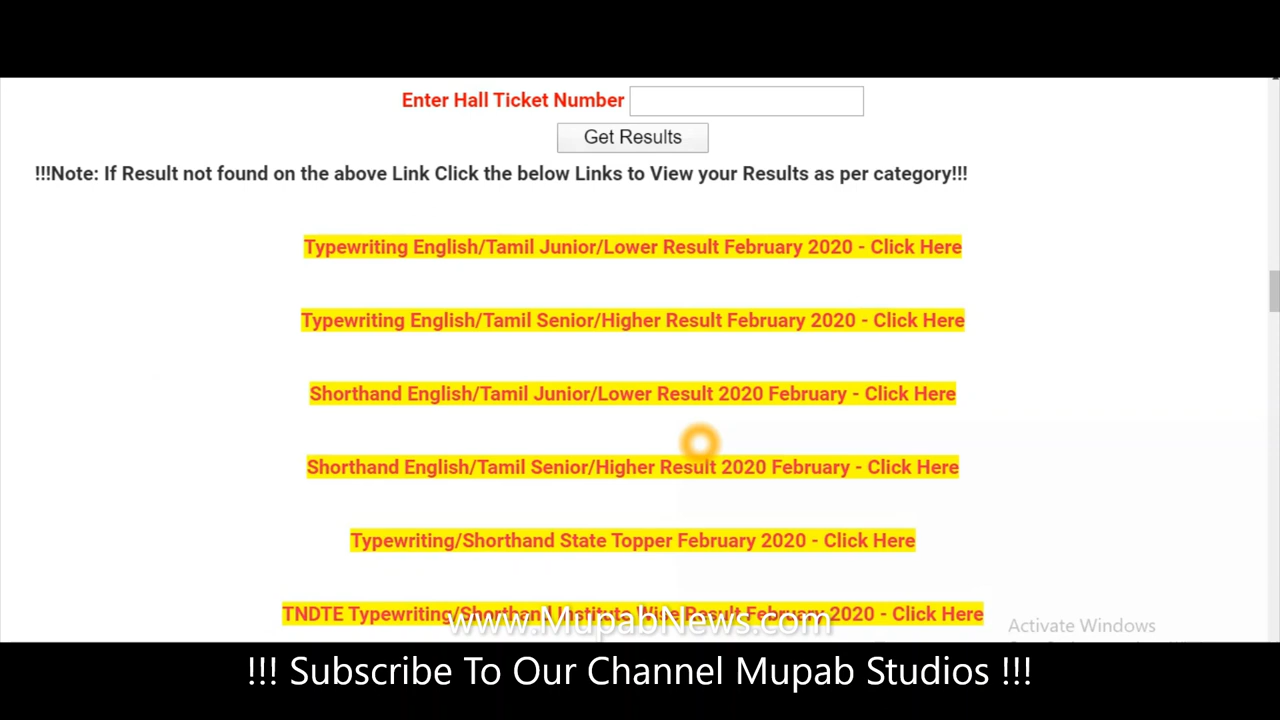 Enter Hall Ticket Number
Get Results
!!!Note: If Result not found on the above Link Click the below Links to View your Results as per category!!!
Typewriting English/Tamil Junior/Lower Result February 2020 - Click Here
Typewriting English/Tamil Senior/Higher Result February 2020 - Click Here
Shorthand English/Tamil Junior/Lower Result 2020 February - Click Here
Shorthand English/Tamil Senior/Higher Result 2020 February - Click Here
Typewriting/Shorthand State Topper February 2020 - Click Here
TNDTE Typewriting/Shorthand Institute Wise Result February 2020 - Click Here
www.MupabNews.com
Activate Windows
!!! Subscribe To Our Channel Mupab Studios !!!